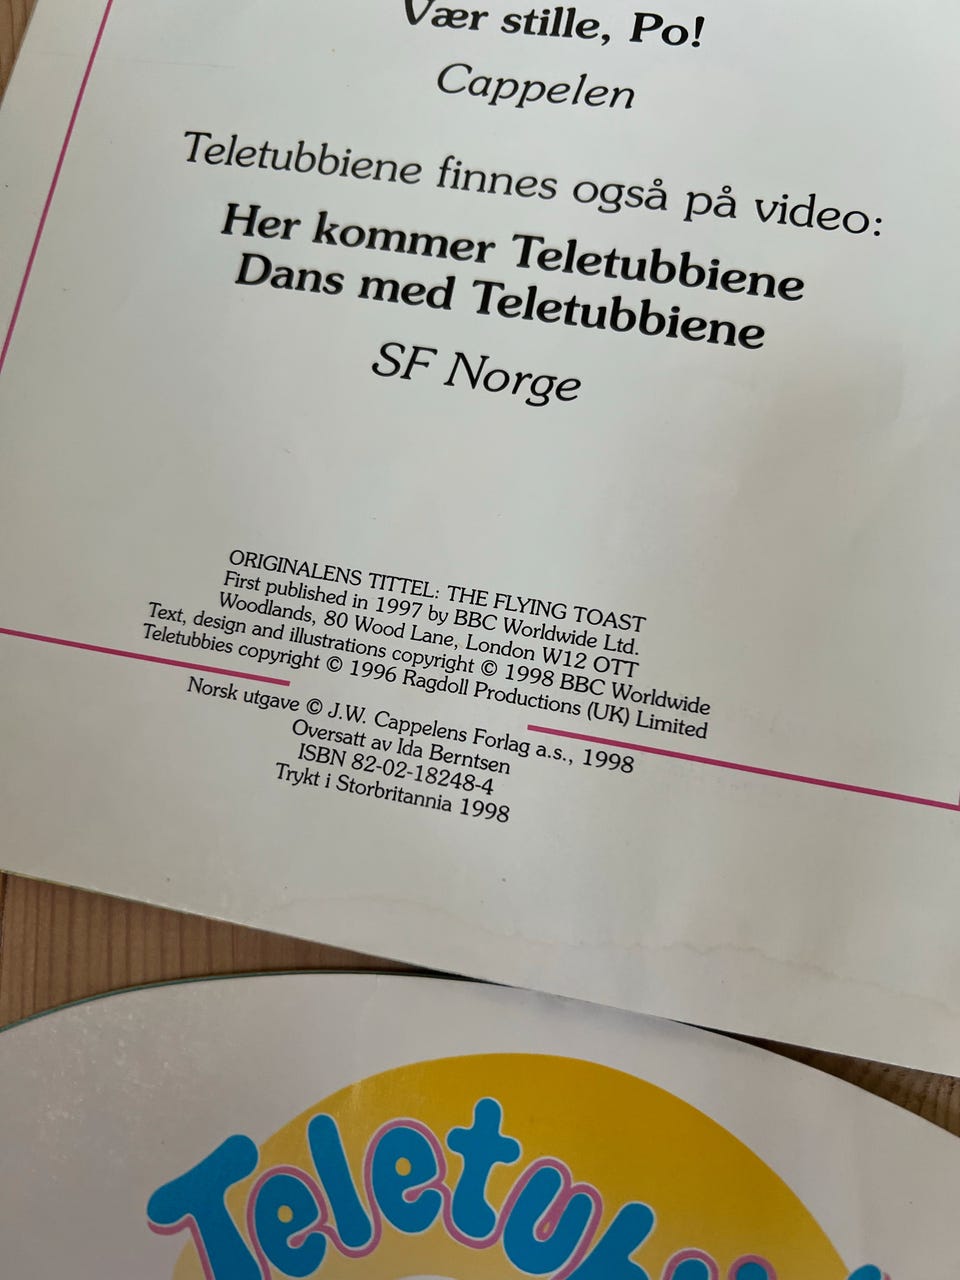 Vær stille, Po!
Cappelen
Teletubbiene finnes også på video:
Her kommer Teletubbiene
Dans med Teletubbiene
SF Norge
ORIGINALENS TITTEL: THE FLYING TOAST
First published in 1997 by BBC Worldwide Ltd.
Woodlands, 80 Wood Lane, London W12 OTT
Text, design and illustrations copyright © 1998 BBC Worldwide
Teletubbies copyright © 1996 Ragdoll Productions (UK) Limited
Norsk utgave © J.W. Cappelens Forlag a.s., 1998
Oversatt av Ida Berntsen
ISBN 82-02-18248-4
Trykt i Storbritannia 1998